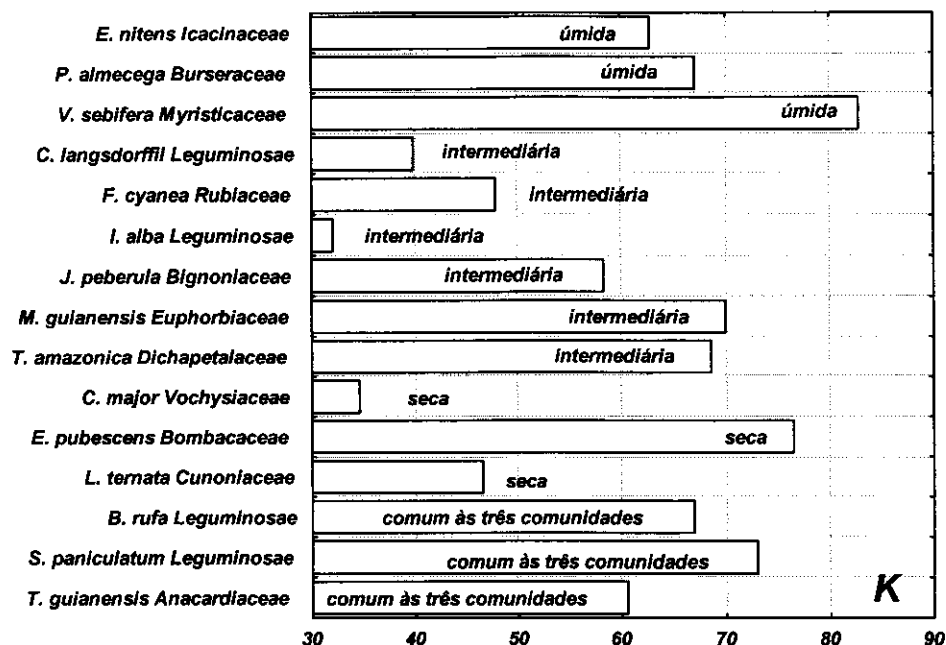 E. nitens Icacinaceae úmida
P. almecega Burseraceae úmida
V. sebifera Myristicaceae úmida
C. langsdorffil Leguminosae intermediária
F. cyanea Rubiaceae intermediária
I. alba Leguminosae intermediária
J. peberula Bignoniaceae intermediária
M. guianensis Euphorbiaceae intermediária
T. amazonica Dichapetalaceae intermediária
C. major Vochysiaceae seca
E. pubescens Bombacaceae seca
L. ternata Cunoniaceae seca
B. rufa Leguminosae comum às três comunidades
S. paniculatum Leguminosae comum às três comunidades
T. guianensis Anacardiaceae comum às três comunidades
K
30 40 50 60 70 80 90